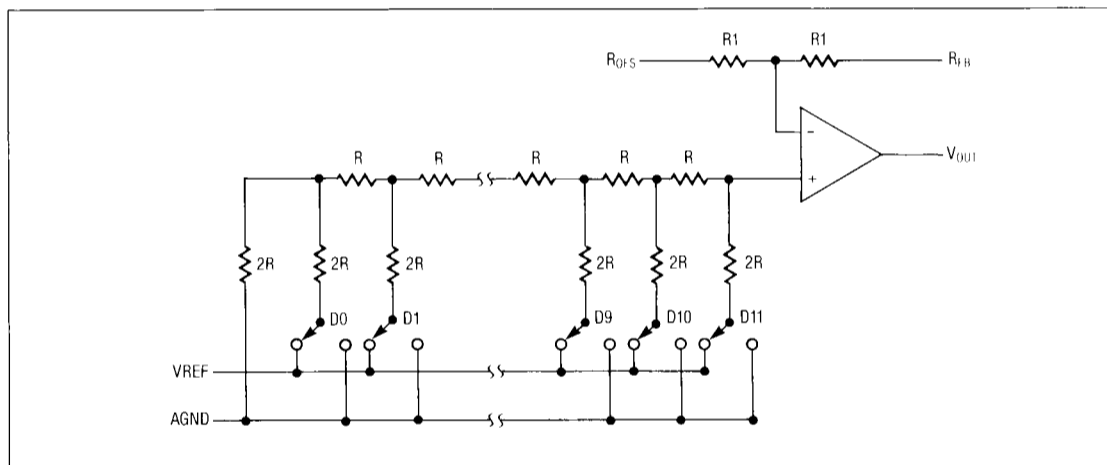 R1 R1
ROFS RFB
-
VOUT
R R R R R
+
2R 2R 2R 2R 2R 2R
D0 D1 D9 D10 D11
VREF
AGND